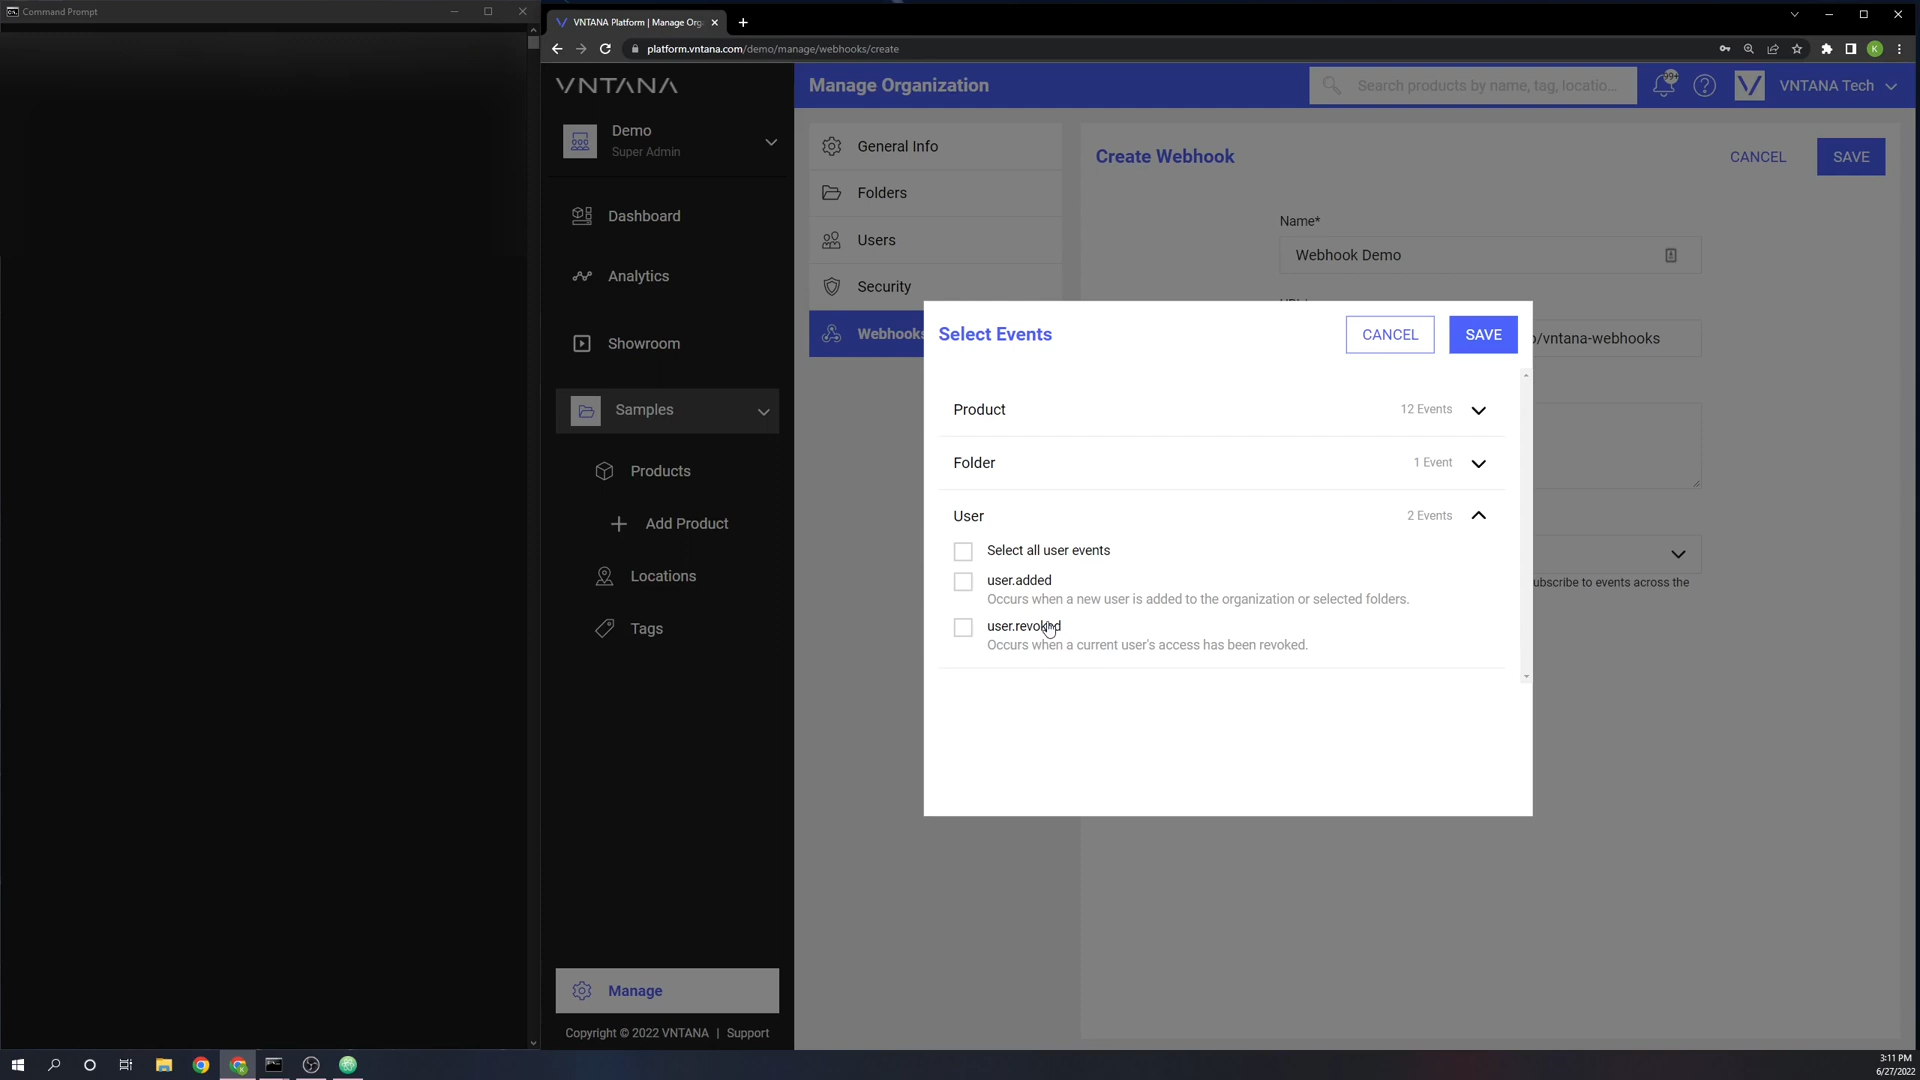 Command Prompt
VNTANA Platform | Manage Org
platform.vntana.com/demo/manage/webhooks/create
VNTANA
Demo
Super Admin
Dashboard
Analytics
Showroom
Samples
Products
Add Product
Locations
Tags
Manage
Copyright © 2022 VNTANA | Support
Manage Organization
Search products by name, tag, locatio...
99+
VNTANA Tech
General Info
Folders
Users
Security
Webhooks
Create Webhook
CANCEL
SAVE
Name*
Webhook Demo
/vntana-webhooks
ubscribe to events across the
Select Events
CANCEL
SAVE
Product
12 Events
Folder
1 Event
User
2 Events
Select all user events
user.added
Occurs when a new user is added to the organization or selected folders.
user.revoked
Occurs when a current user's access has been revoked.
K
3:11 PM
6/27/2022